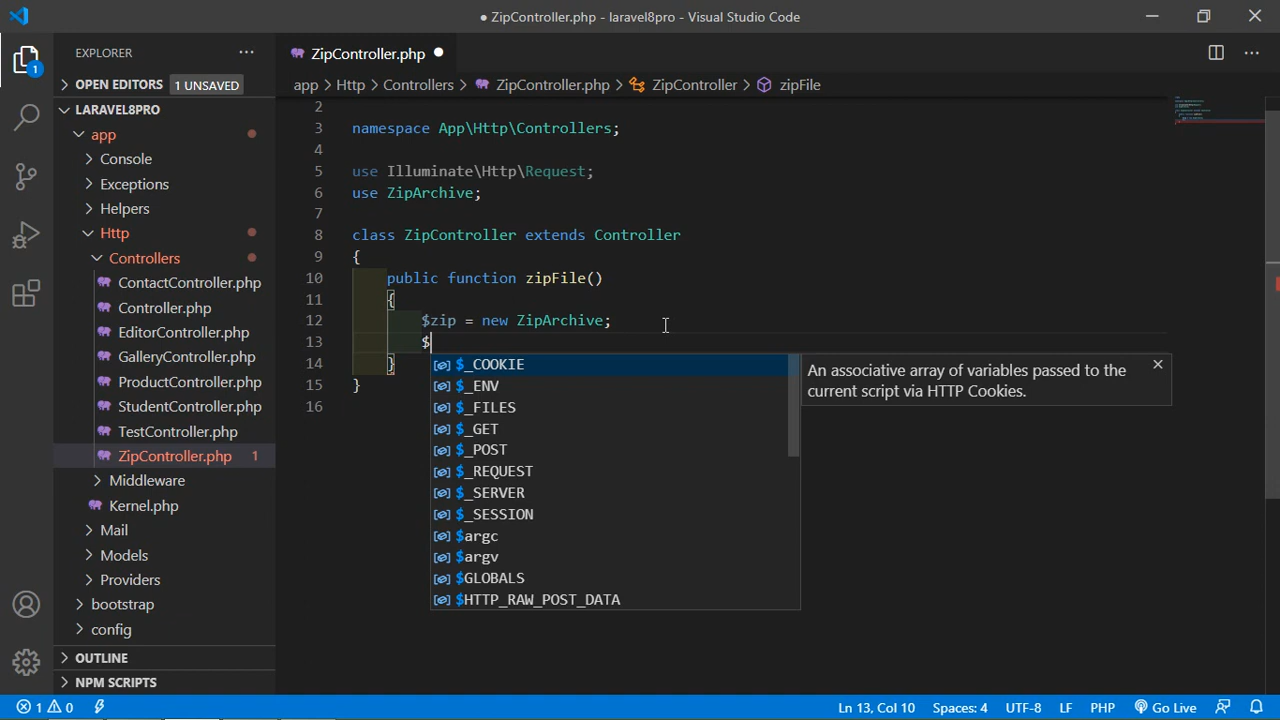 ● ZipController.php - laravel8pro - Visual Studio Code
EXPLORER
ZipController.php
OPEN EDITORS 1 UNSAVED
app > Http > Controllers > ZipController.php > ZipController > zipFile
LARAVEL8PRO
app
Console
Exceptions
Helpers
Http
Controllers
ContactController.php
Controller.php
EditorController.php
GalleryController.php
ProductController.php
StudentController.php
TestController.php
ZipController.php 1
Middleware
Kernel.php
Mail
Models
Providers
bootstrap
config
OUTLINE
NPM SCRIPTS
1
2
3 namespace App\Http\Controllers;
4
5 use Illuminate\Http\Request;
6 use ZipArchive;
7
8 class ZipController extends Controller
9 {
10 public function zipFile()
11 {
12 $zip = new ZipArchive;
13 $
14 }
15 }
16
$_COOKIE
$_ENV
$_FILES
$_GET
$_POST
$_REQUEST
$_SERVER
$_SESSION
$argc
$argv
$GLOBALS
$HTTP_RAW_POST_DATA
An associative array of variables passed to the
current script via HTTP Cookies.
1 0 Ln 13, Col 10 Spaces: 4 UTF-8 LF PHP Go Live